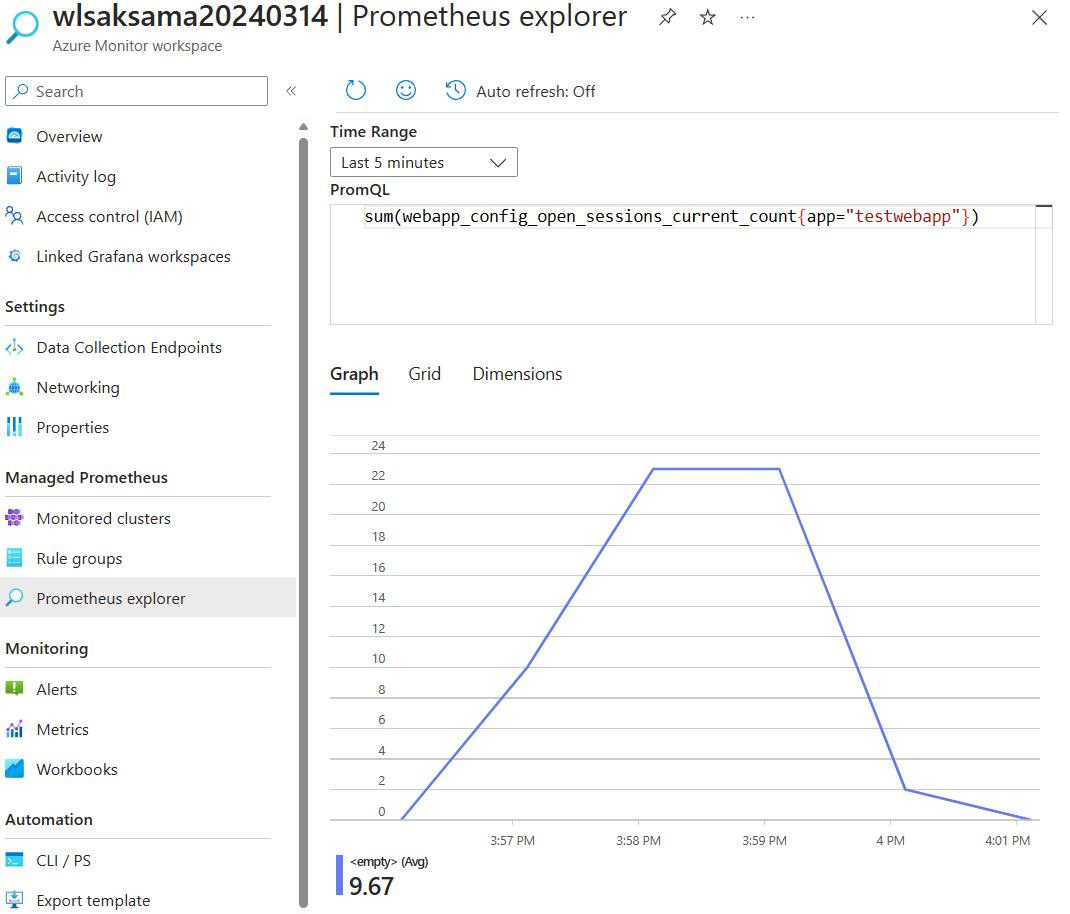 wlsaksama20240314 | Prometheus explorer
Azure Monitor workspace
Search
Auto refresh: Off
Overview
Activity log
Access control (IAM)
Linked Grafana workspaces
Settings
Data Collection Endpoints
Networking
Properties
Managed Prometheus
Monitored clusters
Rule groups
Prometheus explorer
Monitoring
Alerts
Metrics
Workbooks
Automation
CLI / PS
Export template
Time Range
Last 5 minutes
PromQL
sum(webapp_config_open_sessions_current_count{app="testwebapp"})
Graph Grid Dimensions
24
22
20
18
16
14
12
10
8
6
4
2
0
3:57 PM 3:58 PM 3:59 PM 4 PM 4:01 PM
<empty> (Avg)
9.67